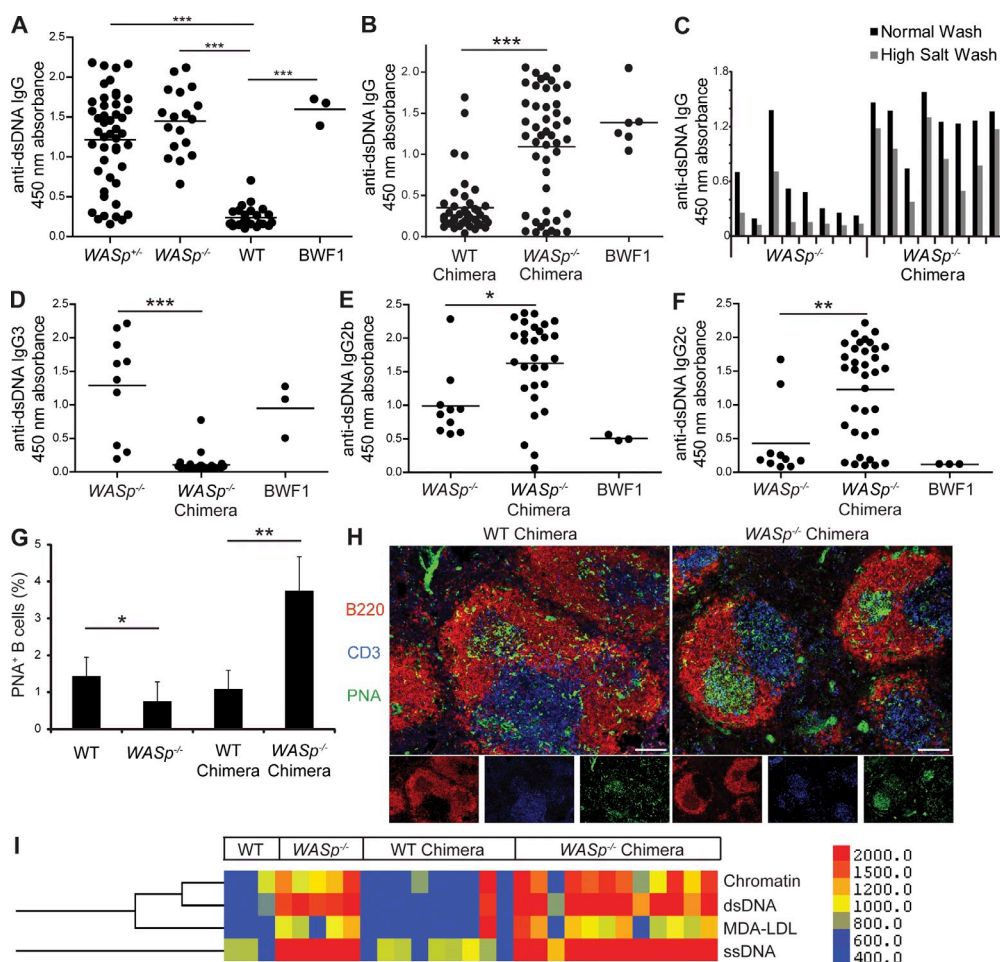 A
***
***
***
anti-dsDNA IgG
450 nm absorbance
2.5
2.0
1.5
1.0
0.5
0.0
WASp+/-
WASp-/-
WT
BWF1
B
***
anti-dsDNA IgG
450 nm absorbance
2.0
1.5
1.0
0.5
0.0
WT
Chimera
WASp-/-
Chimera
BWF1
C
Normal Wash
High Salt Wash
anti-dsDNA IgG
450 nm absorbance
1.8
1.2
0.6
0
WASp-/-
WASp-/-
Chimera
D
***
anti-dsDNA IgG3
450 nm absorbance
2.5
2.0
1.5
1.0
0.5
0.0
WASp-/-
WASp-/-
Chimera
BWF1
E
*
anti-dsDNA IgG2b
450 nm absorbance
2.5
2.0
1.5
1.0
0.5
0.0
WASp-/-
WASp-/-
Chimera
BWF1
F
**
anti-dsDNA IgG2c
450 nm absorbance
2.5
2.0
1.5
1.0
0.5
0.0
WASp-/-
WASp-/-
Chimera
BWF1
G
*
**
PNA+ B cells (%)
5
4
3
2
1
0
WT
WASp-/-
WT
Chimera
WASp-/-
Chimera
H
WT Chimera
WASp-/- Chimera
B220
CD3
PNA
I
WT
WASp-/-
WT Chimera
WASp-/- Chimera
Chromatin
dsDNA
MDA-LDL
ssDNA
2000.0
1500.0
1200.0
1000.0
800.0
600.0
400.0